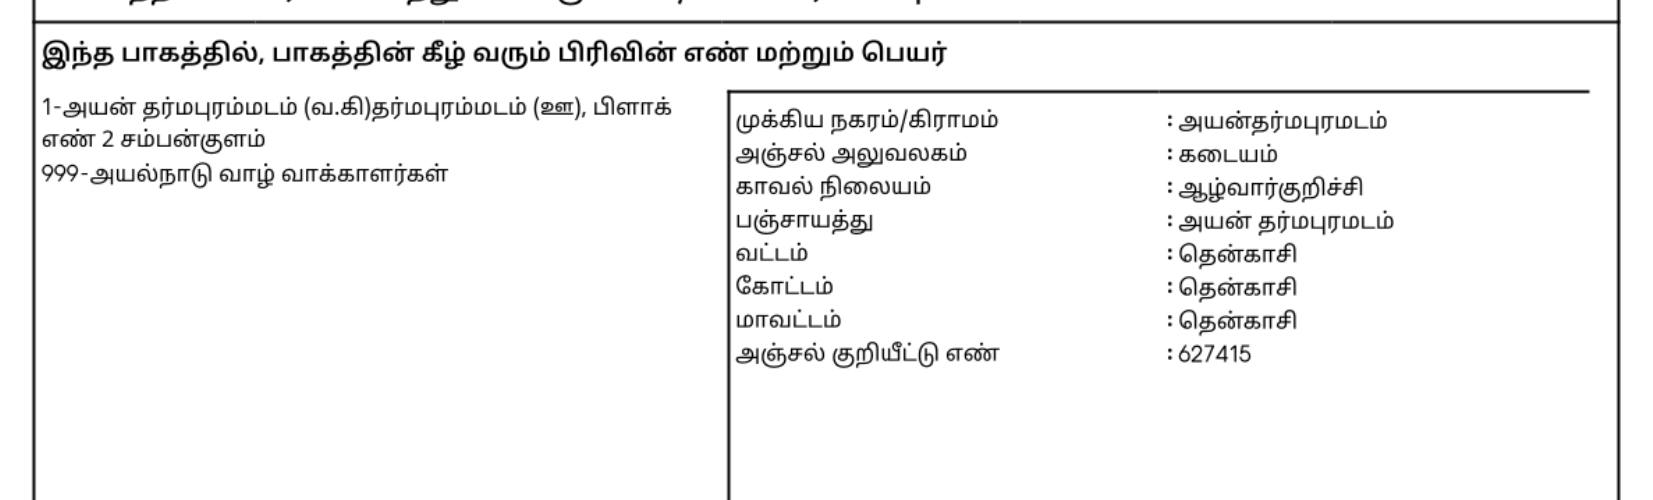 இந்த பாகத்தில், பாகத்தின் கீழ் வரும் பிரிவின் எண் மற்றும் பெயர்
1-அயன் தர்மபுரம்மடம் (வ.கி)தர்மபுரம்மடம் (ஊ), பிளாக்
எண் 2 சம்பன்குளம்
999-அயல்நாடு வாழ் வாக்காளர்கள்
முக்கிய நகரம்/கிராமம் : அயன்தர்மபுரமடம்
அஞ்சல் அலுவலகம் : கடையம்
காவல் நிலையம் : ஆழ்வார்குறிச்சி
பஞ்சாயத்து : அயன் தர்மபுரமடம்
வட்டம் : தென்காசி
கோட்டம் : தென்காசி
மாவட்டம் : தென்காசி
அஞ்சல் குறியீட்டு எண் : 627415